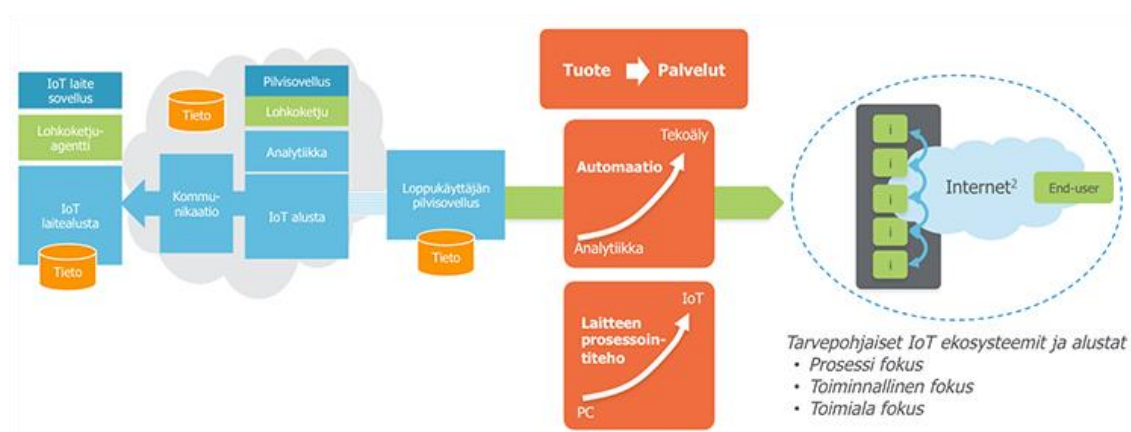 IoT laite
sovellus
Lohkoketju-
agentti
IoT
laitealusta
Tieto
Tieto
Kommu-
nikaatio
Pilvisovellus
Lohkoketju
Analytiikka
IoT alusta
Loppukäyttäjän
pilvisovellus
Tieto
Tuote Palvelut
Tekoäly
Automaatio
Analytiikka
IoT
Laitteen
prosessoin-
titeho
PC
i
i
i
i
i
Internet²
End-user
Tarvepohjaiset IoT ekosysteemit ja alustat
• Prosessi fokus
• Toiminnallinen fokus
• Toimiala fokus